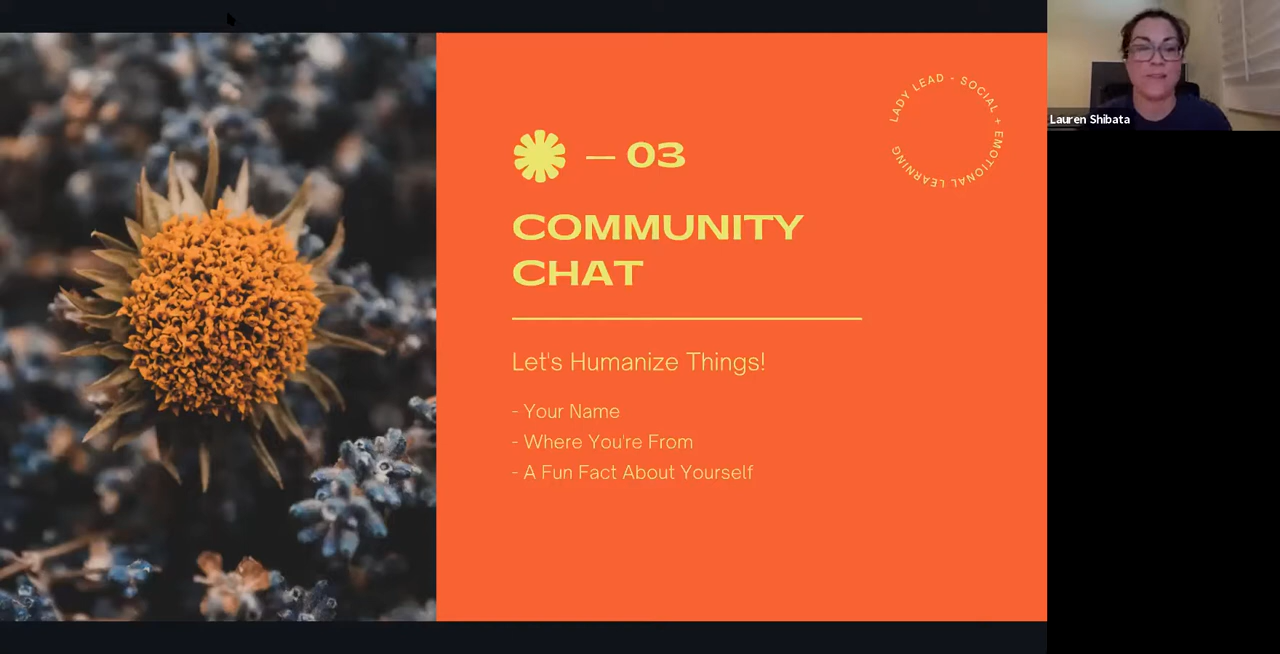 LADY LEAD - SOCIAL + EMOTIONAL LEARNING
— 03
COMMUNITY
CHAT
Let's Humanize Things!
- Your Name
- Where You're From
- A Fun Fact About Yourself
Lauren Shibata